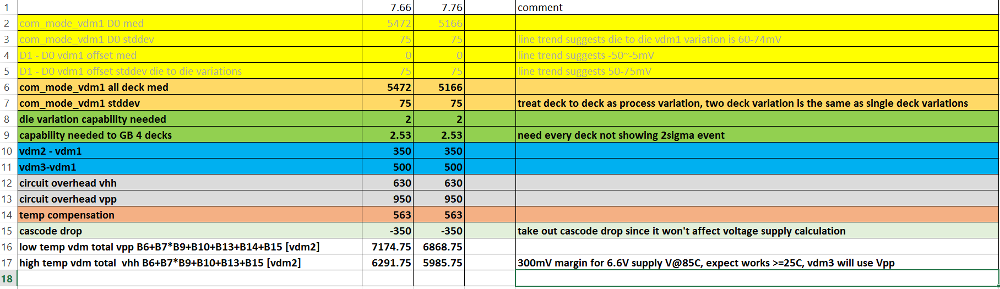 1 7.66 7.76 comment
2 com_mode_vdm1 D0 med 5472 5166
3 com_mode_vdm1 D0 stddev 75 75 line trend suggests die to die vdm1 variation is 60-74mV
4 D1 - D0 vdm1 offset med 0 0 line trend suggests -50~-5mV
5 D1 - D0 vdm1 offset stddev die to die variations 75 75 line trend suggests 50-75mV
6 com_mode_vdm1 all deck med 5472 5166
7 com_mode_vdm1 stddev 75 75 treat deck to deck as process variation, two deck variation is the same as single deck variations
8 die variation capability needed 2 2
9 capability needed to GB 4 decks 2.53 2.53 need every deck not showing 2sigma event
10 vdm2 - vdm1 350 350
11 vdm3-vdm1 500 500
12 circuit overhead vhh 630 630
13 circuit overhead vpp 950 950
14 temp compensation 563 563
15 cascode drop -350 -350 take out cascode drop since it won't affect voltage supply calculation
16 low temp vdm total vpp B6+B7*B9+B10+B13+B14+B15 [vdm2] 7174.75 6868.75
17 high temp vdm total vhh B6+B7*B9+B10+B13+B15 [vdm2] 6291.75 5985.75 300mV margin for 6.6V supply V@85C, expect works >=25C, vdm3 will use Vpp
18